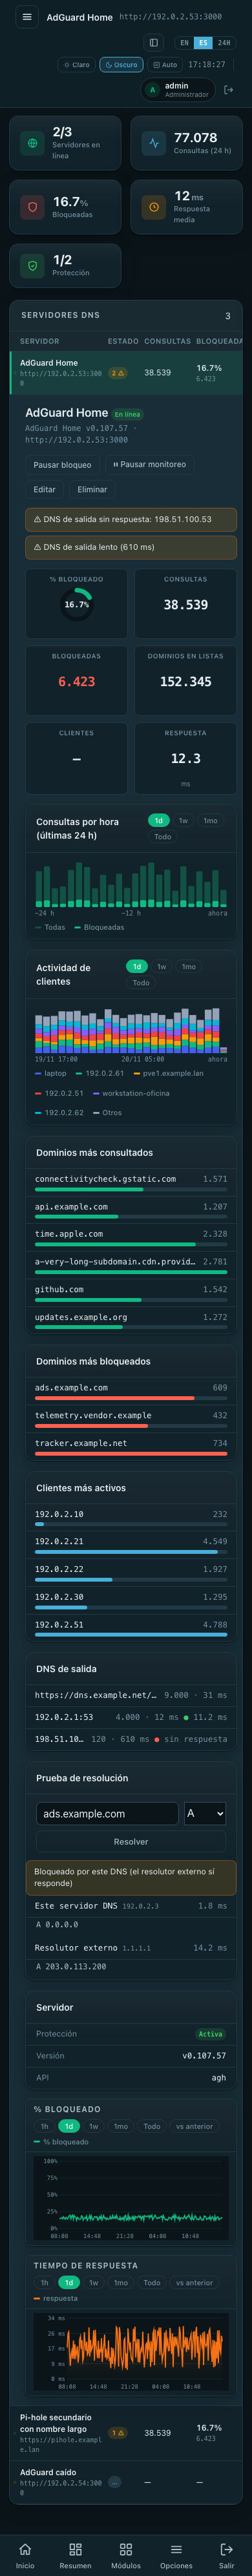 AdGuard Home http://192.0.2.53:3000
EN ES 24H
Claro Oscuro Auto 17:18:27
A admin
Administrador
2/3
Servidores en línea
77.078
Consultas (24 h)
16.7%
Bloqueadas
12 ms
Respuesta media
1/2
Protección
SERVIDORES DNS 3
SERVIDOR ESTADO CONSULTAS BLOQUEADA
AdGuard Home
http://192.0.2.53:3000
2 ⚠ 38.539 16.7%
6.423
AdGuard Home En línea
AdGuard Home v0.107.57 ·
http://192.0.2.53:3000
Pausar bloqueo
Pausar monitoreo
Editar
Eliminar
⚠ DNS de salida sin respuesta: 198.51.100.53
⚠ DNS de salida lento (610 ms)
% BLOQUEADO
16.7%
CONSULTAS
38.539
BLOQUEADAS
6.423
DOMINIOS EN LISTAS
152.345
CLIENTES
—
RESPUESTA
12.3
ms
Consultas por hora
(últimas 24 h)
1d 1w 1mo
Todo
−24 h −12 h ahora
Todas Bloqueadas
Actividad de
clientes
1d 1w 1mo
Todo
19/11 17:00 20/11 05:00 ahora
laptop 192.0.2.61 pve1.example.lan
192.0.2.51 workstation-oficina
192.0.2.62 Otros
Dominios más consultados
connectivitycheck.gstatic.com 1.571
api.example.com 1.207
time.apple.com 2.328
a-very-long-subdomain.cdn.provid… 2.781
github.com 1.542
updates.example.org 1.272
Dominios más bloqueados
ads.example.com 609
telemetry.vendor.example 432
tracker.example.net 734
Clientes más activos
192.0.2.10 232
192.0.2.21 4.549
192.0.2.22 1.927
192.0.2.30 1.295
192.0.2.51 4.788
DNS de salida
https://dns.example.net/… 9.000 · 31 ms
192.0.2.1:53 4.000 · 12 ms 11.2 ms
198.51.10… 120 · 610 ms sin respuesta
Prueba de resolución
ads.example.com A
Resolver
Bloqueado por este DNS (el resolutor externo sí
responde)
Este servidor DNS 192.0.2.3 1.8 ms
A 0.0.0.0
Resolutor externo 1.1.1.1 14.2 ms
A 203.0.113.200
Servidor
Protección Activa
Versión v0.107.57
API agh
% BLOQUEADO
1h 1d 1w 1mo Todo vs anterior
% bloqueado
100%
75%
50%
25%
0%
08:00 14:40 21:20 04:00 10:40
TIEMPO DE RESPUESTA
1h 1d 1w 1mo Todo vs anterior
respuesta
34 ms
26 ms
17 ms
9 ms
0 ms
08:00 14:40 21:20 04:00 10:40
Pi-hole secundario
con nombre largo
https://pihole.example.lan
1 ⚠ 38.539 16.7%
6.423
AdGuard caído
http://192.0.2.54:3000
… — —
Inicio Resumen Módulos Opciones Salir